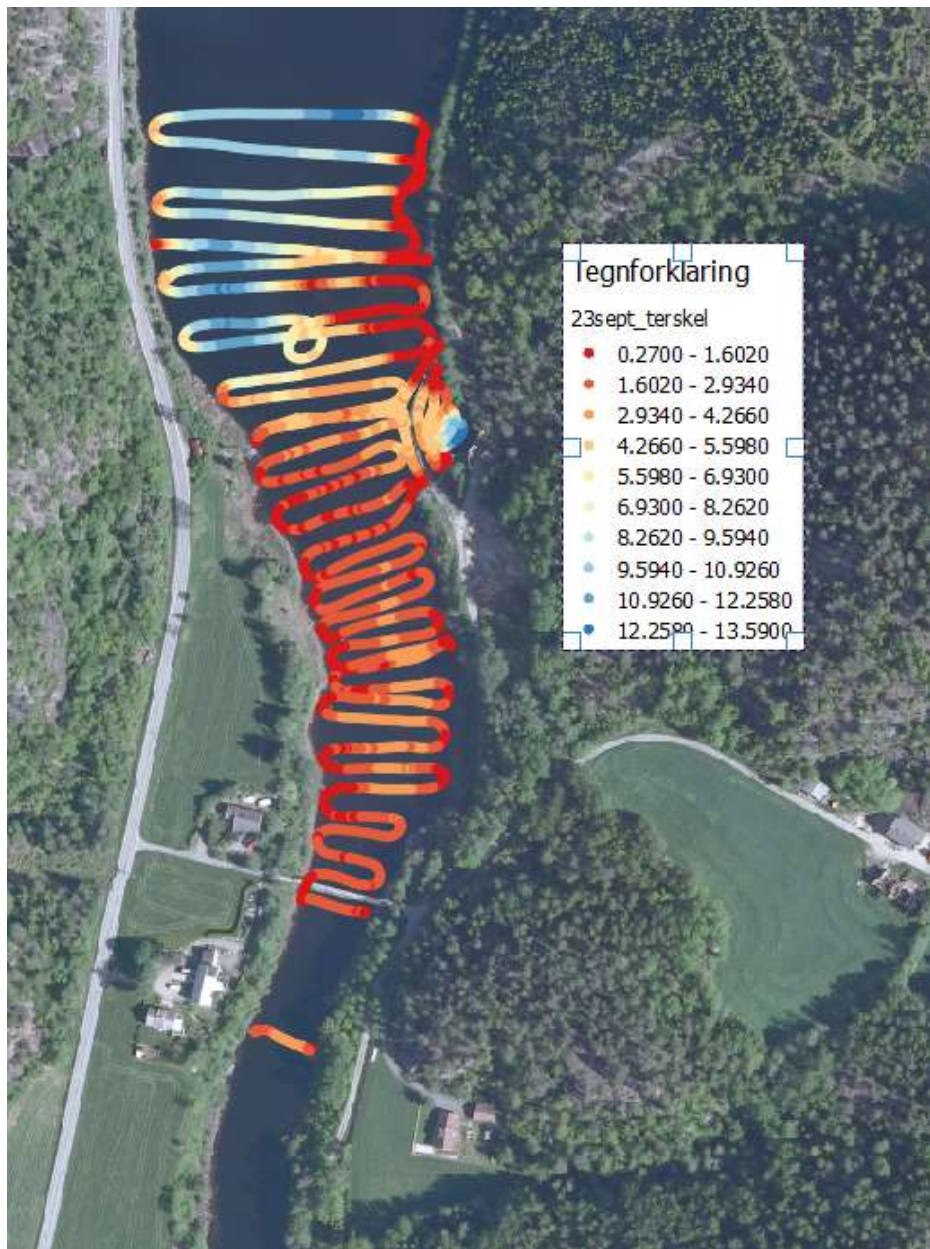 Tegnforklaring
23sept_terskel
0.2700 - 1.6020
1.6020 - 2.9340
2.9340 - 4.2660
4.2660 - 5.5980
5.5980 - 6.9300
6.9300 - 8.2620
8.2620 - 9.5940
9.5940 - 10.9260
10.9260 - 12.2580
12.2580 - 13.5900